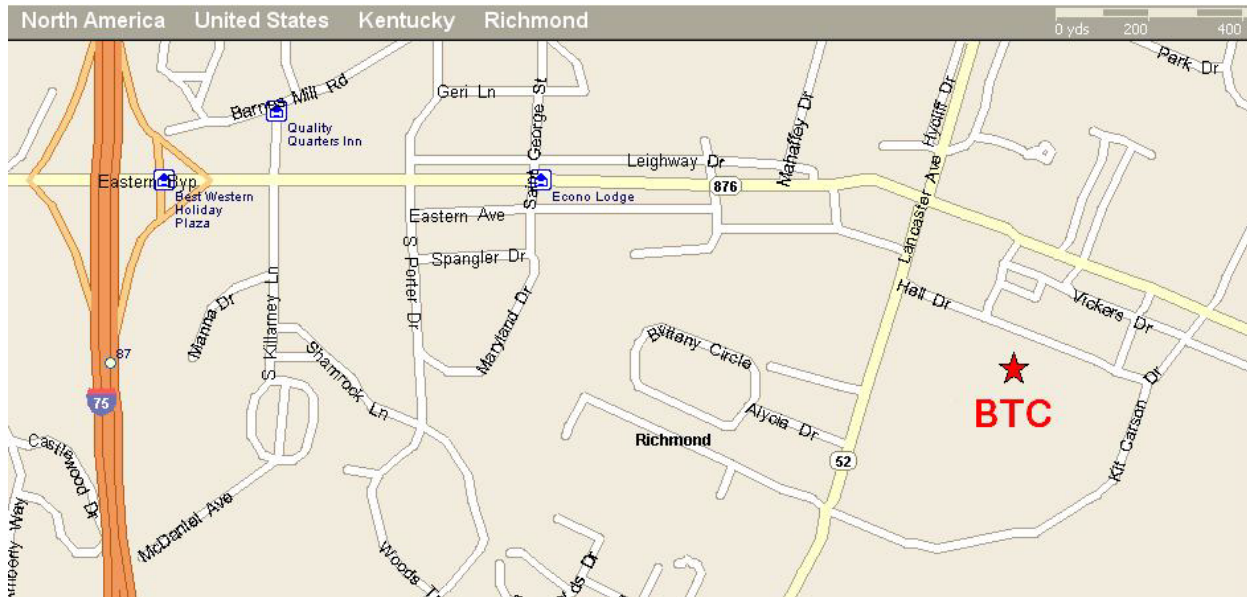 North America United States Kentucky Richmond
0 yds 200 400
Park Dr
Barnes Mill Rd
Geri Ln
Saint George St
Mahaffey Dr
Lancaster Ave
Hycliff Dr
Quality
Quarters Inn
Leighway Dr
Eastern Byp
876
Best Western
Holiday
Plaza
Econo Lodge
Eastern Ave
S Porter Dr
Spangler Dr
Hall Dr
Vickers Dr
Manna Dr
S Killarney Ln
Maryland Dr
Brittany Circle
87
Shamrock Ln
75
BTC
Alycia Dr
Richmond
Kit Carson Dr
52
Castlewood Dr
McDaniel Ave
Way
Woods
Dr